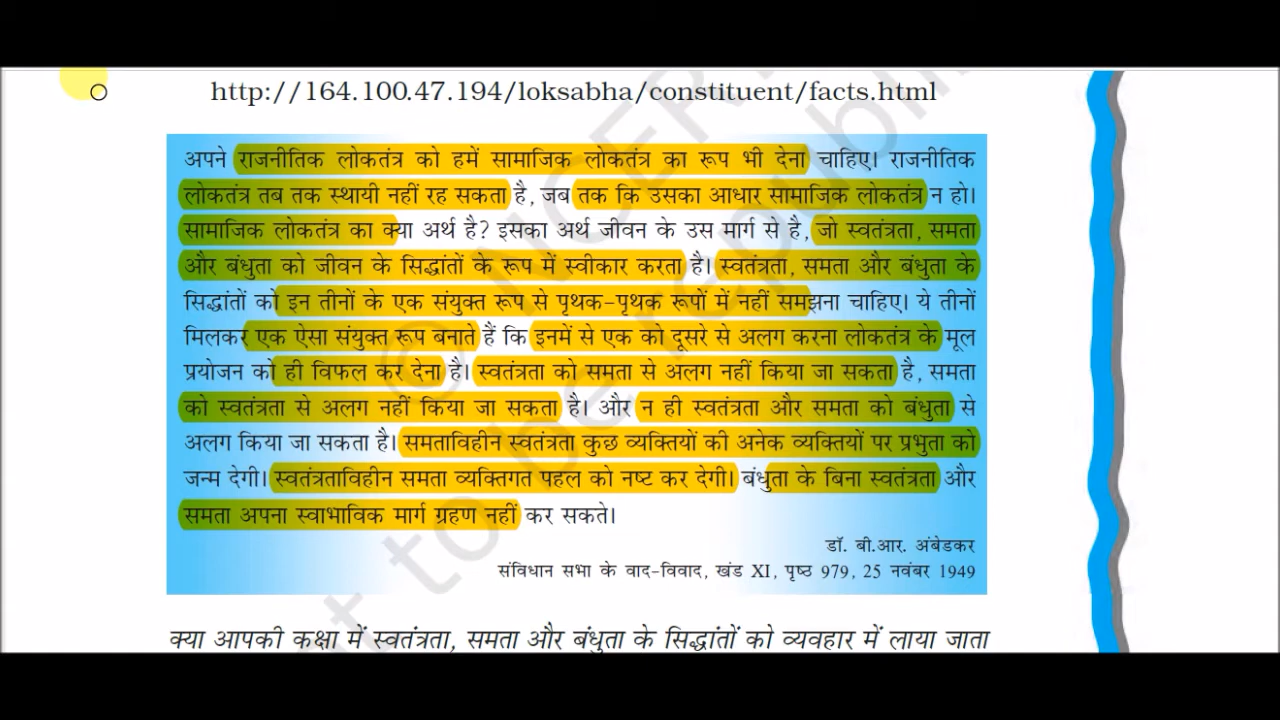 http://164.100.47.194/loksabha/constituent/facts.html
अपने राजनीतिक लोकतंत्र को हमें सामाजिक लोकतंत्र का रूप भी देना चाहिए। राजनीतिक
लोकतंत्र तब तक स्थायी नहीं रह सकता है, जब तक कि उसका आधार सामाजिक लोकतंत्र न हो।
सामाजिक लोकतंत्र का क्या अर्थ है? इसका अर्थ जीवन के उस मार्ग से है, जो स्वतंत्रता, समता
और बंधुता को जीवन के सिद्धांतों के रूप में स्वीकार करता है। स्वतंत्रता, समता और बंधुता के
सिद्धांतों को इन तीनों के एक संयुक्त रूप से पृथक-पृथक रूपों में नहीं समझना चाहिए। ये तीनों
मिलकर एक ऐसा संयुक्त रूप बनाते हैं कि इनमें से एक को दूसरे से अलग करना लोकतंत्र के मूल
प्रयोजन को ही विफल कर देना है। स्वतंत्रता को समता से अलग नहीं किया जा सकता है, समता
को स्वतंत्रता से अलग नहीं किया जा सकता है। और न ही स्वतंत्रता और समता को बंधुता से
अलग किया जा सकता है। समताविहीन स्वतंत्रता कुछ व्यक्तियों की अनेक व्यक्तियों पर प्रभुता को
जन्म देगी। स्वतंत्रताविहीन समता व्यक्तिगत पहल को नष्ट कर देगी। बंधुता के बिना स्वतंत्रता और
समता अपना स्वाभाविक मार्ग ग्रहण नहीं कर सकते।
डॉ. बी.आर. अंबेडकर
संविधान सभा के वाद-विवाद, खंड XI, पृष्ठ 979, 25 नवंबर 1949
क्या आपकी कक्षा में स्वतंत्रता, समता और बंधुता के सिद्धांतों को व्यवहार में लाया जाता